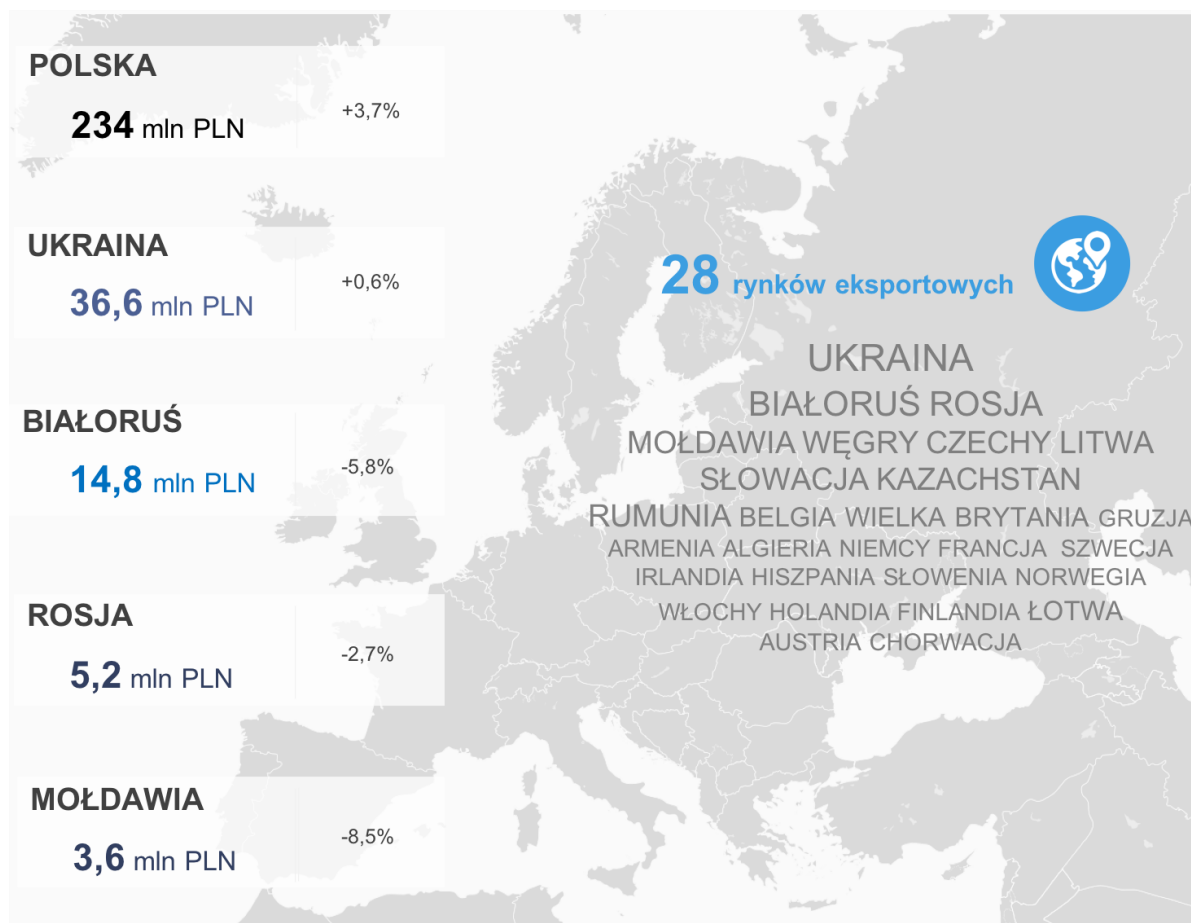 POLSKA
234 mln PLN
+3,7%
UKRAINA
36,6 mln PLN
+0,6%
BIAŁORUŚ
14,8 mln PLN
-5,8%
ROSJA
5,2 mln PLN
-2,7%
MOŁDAWIA
3,6 mln PLN
-8,5%
28 rynków eksportowych
UKRAINA
BIAŁORUŚ ROSJA
MOŁDAWIA WĘGRY CZECHY LITWA
SŁOWACJA KAZACHSTAN
RUMUNIA BELGIA WIELKA BRYTANIA GRUZJA
ARMENIA ALGIERIA NIEMCY FRANCJA SZWECJA
IRLANDIA HISZPANIA SŁOWENIA NORWEGIA
WŁOCHY HOLANDIA FINLANDIA ŁOTWA
AUSTRIA CHORWACJA